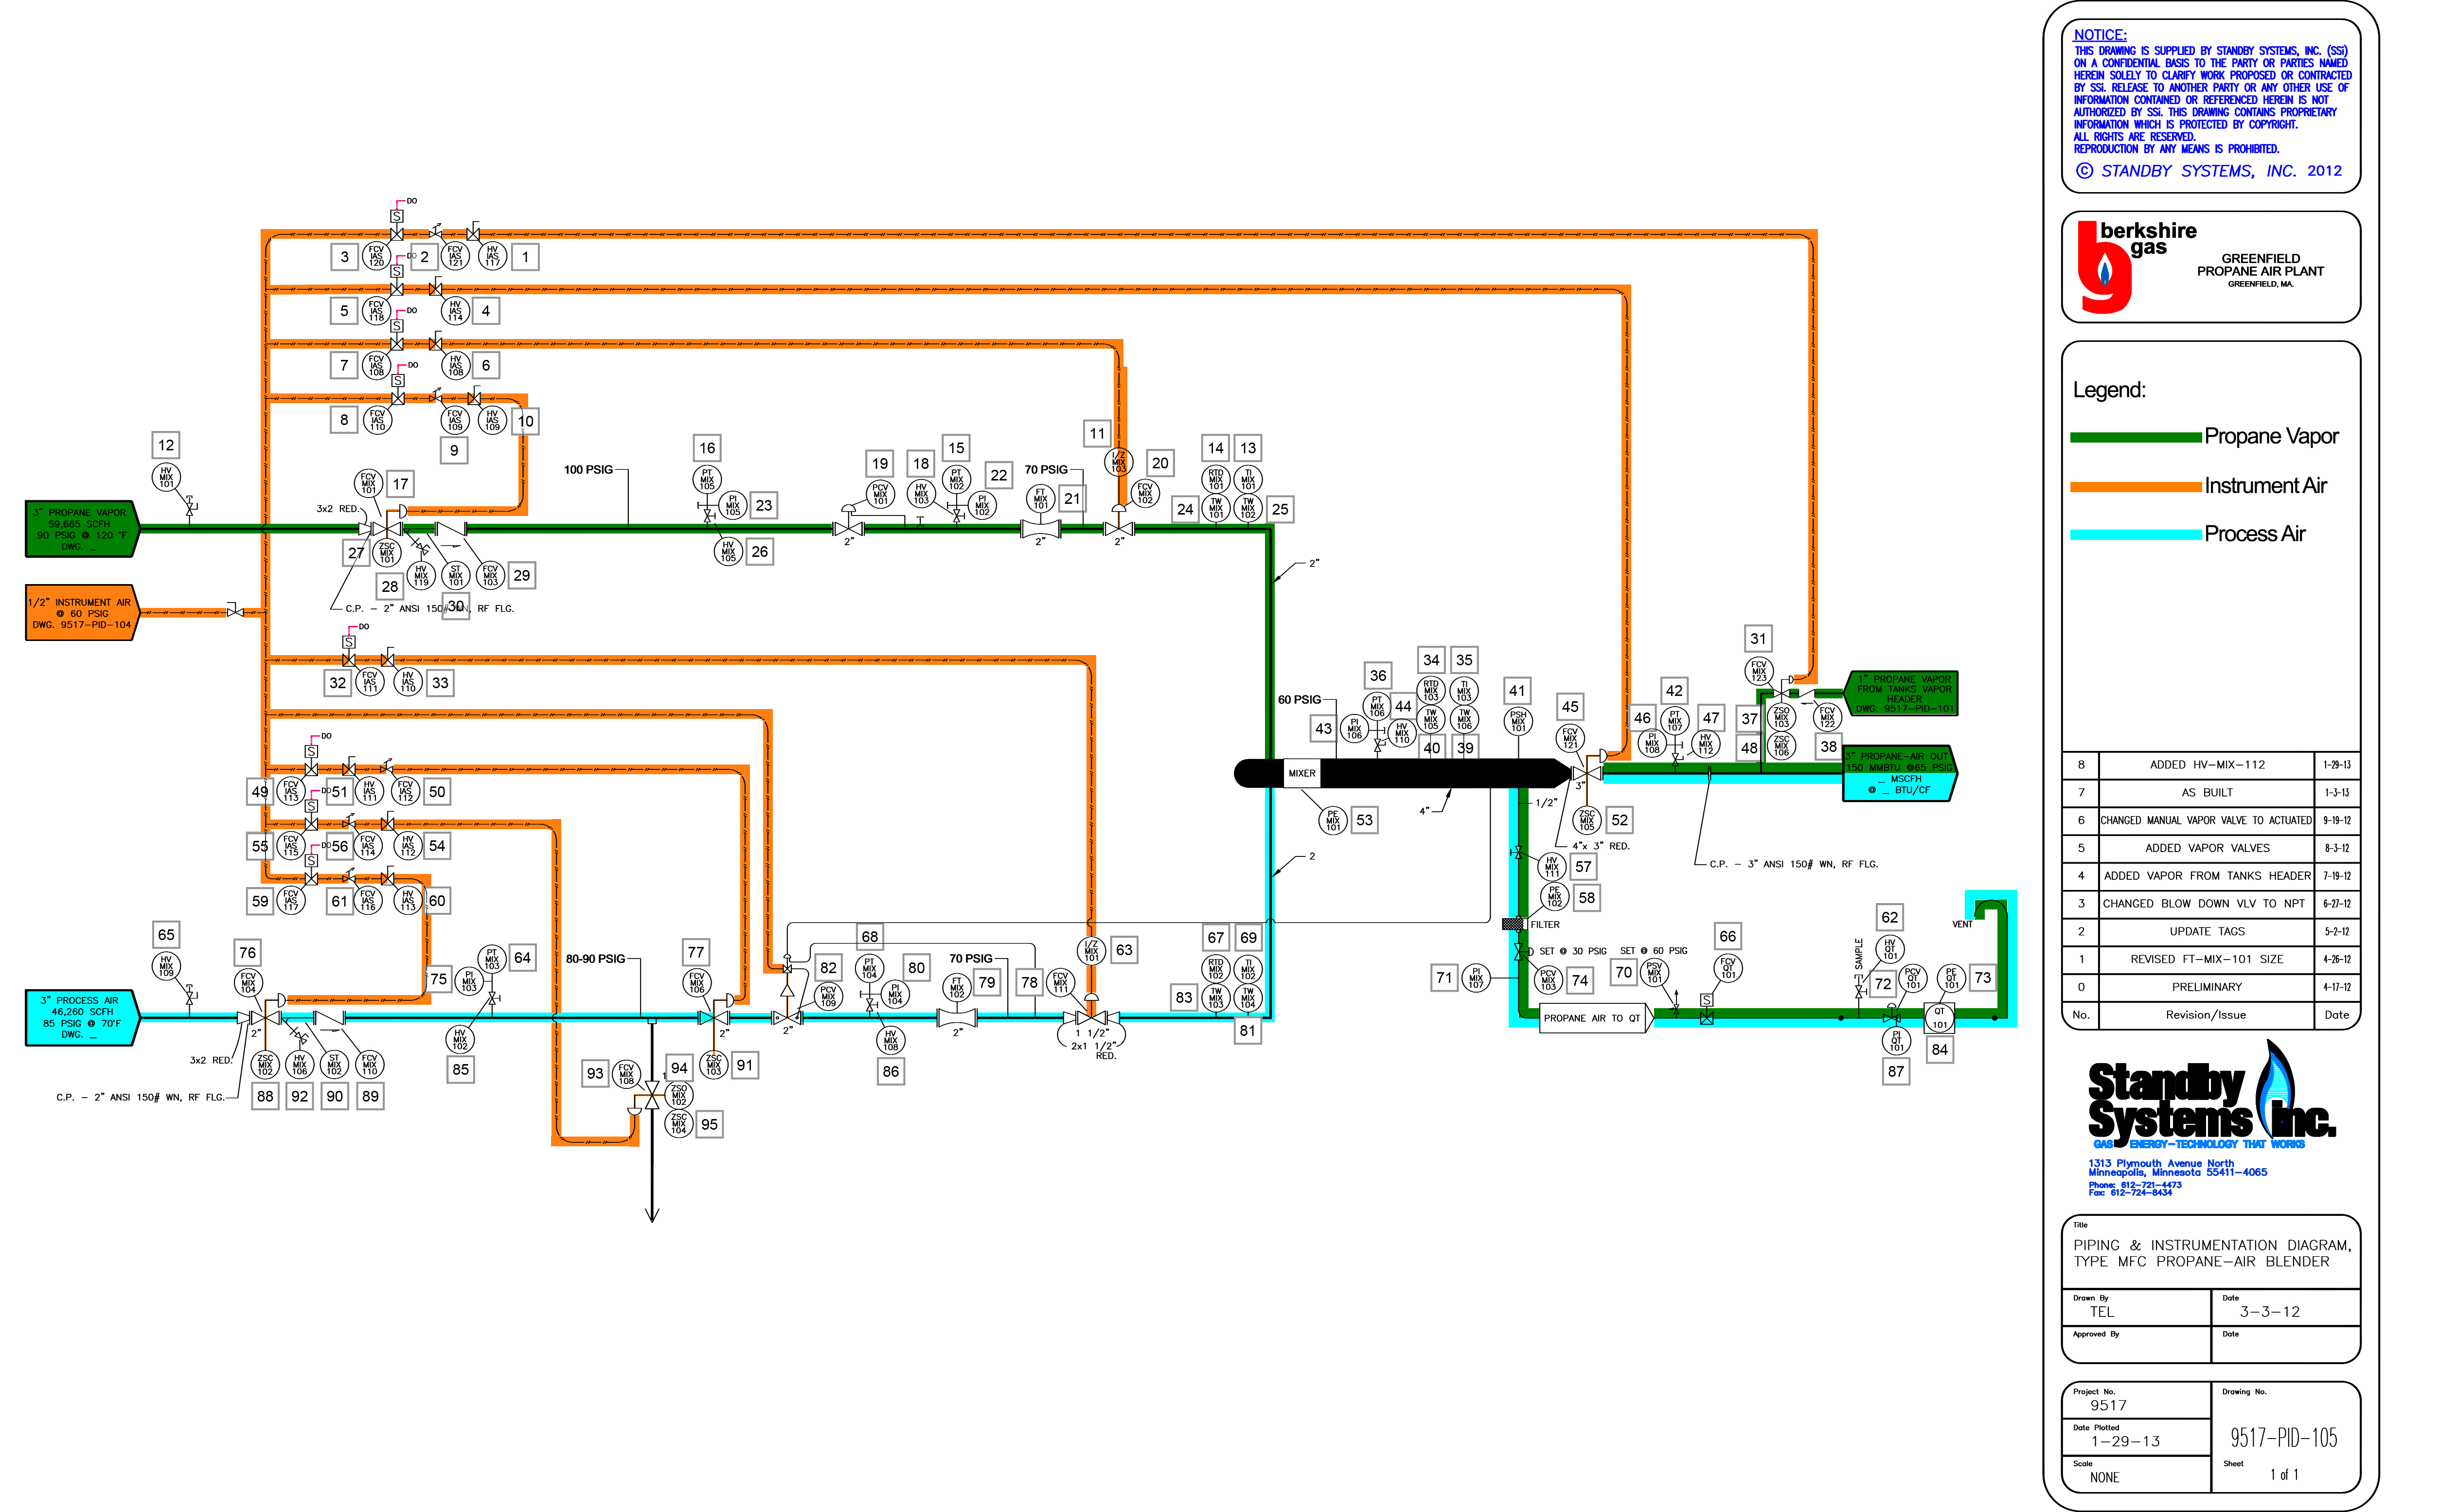 NOTICE:
THIS DRAWING IS SUPPLIED BY STANDBY SYSTEMS, INC. (SSi)
ON A CONFIDENTIAL BASIS TO THE PARTY OR PARTIES NAMED
HEREIN SOLELY TO CLARIFY WORK PROPOSED OR CONTRACTED
BY SSi. RELEASE TO ANOTHER PARTY OR ANY OTHER USE OF
INFORMATION CONTAINED OR REFERENCED HEREIN IS NOT
AUTHORIZED BY SSi. THIS DRAWING CONTAINS PROPRIETARY
INFORMATION WHICH IS PROTECTED BY COPYRIGHT.
ALL RIGHTS ARE RESERVED.
REPRODUCTION BY ANY MEANS IS PROHIBITED.
© STANDBY SYSTEMS, INC. 2012
berkshire
gas
GREENFIELD
PROPANE AIR PLANT
GREENFIELD, MA.
Legend:
Propane Vapor
Instrument Air
Process Air
DO
3 FCV IAS 120 2 FCV IAS 121 HV IAS 117 1
DO
5 FCV IAS 118 HV IAS 114 4
DO
7 FCV IAS 108 HV IAS 108 6
DO
8 FCV IAS 110 FCV IAS 109 HV IAS 109 10
9
12
HV MIX 101
3" PROPANE VAPOR
59,665 SCFH
90 PSIG @ 120 °F
DWG. _
3x2 RED.
FCV MIX 101 17
27 ZSC MIX 101
28 HV MIX 119
ST MIX 101
30
FCV MIX 103 29
C.P. – 2" ANSI 150# WN, RF FLG.
100 PSIG
16
PT MIX 105
PI MIX 105 23
HV MIX 105 26
19
PCV MIX 101
2"
18
HV MIX 103
15
PT MIX 102 22
PI MIX 102
70 PSIG
FT MIX 101 21
2"
11
I/Z MIX 103
20
FCV MIX 102
2"
14 13
RTD MIX 101 TI MIX 101
24 TW MIX 101 TW MIX 102 25
2"
1/2" INSTRUMENT AIR
@ 60 PSIG
DWG. 9517–PID–104
DO
32 FCV IAS 111 HV IAS 110 33
DO
49 FCV IAS 113 51 HV IAS 111 FCV IAS 112 50
DO
55 FCV IAS 115 56 FCV IAS 114 HV IAS 112 54
DO
59 FCV IAS 117 61 FCV IAS 116 HV IAS 113 60
60 PSIG
MIXER
PE MIX 101 53
4"
43 PI MIX 106
36
PT MIX 106
44
HV MIX 110
34 35
RTD MIX 103 TI MIX 103
TW MIX 105 TW MIX 106
40 39
41
PSH MIX 101
45
FCV MIX 121
3"
ZSC MIX 105 52
4"x 3" RED.
46 PI MIX 108
42
PT MIX 107
47
HV MIX 112
C.P. – 3" ANSI 150# WN, RF FLG.
31
FCV MIX 123
37 ZSO MIX 103
48 ZSC MIX 106
FCV MIX 122
38
1" PROPANE VAPOR
FROM TANKS VAPOR
HEADER
DWG. 9517–PID–101
3" PROPANE–AIR OUT
150 MMBTU @65 PSIG
_ MSCFH
@ _ BTU/CF
1/2"
HV MIX 111 57
PE MIX 102 58
FILTER
SET @ 30 PSIG
71 PI MIX 107
PCV MIX 103 74
PROPANE AIR TO QT
SET @ 60 PSIG
70 PSV MIX 101
66
FCV QT 101
SAMPLE
62
HV QT 101
72
PCV QT 101
PI QT 101
87
PE QT 101 73
QT 101
84
VENT
2
65
HV MIX 109
3" PROCESS AIR
46,260 SCFH
85 PSIG @ 70°F
DWG. _
3x2 RED.
C.P. – 2" ANSI 150# WN, RF FLG.
76
FCV MIX 104
2"
ZSC MIX 102
88
HV MIX 106
92
ST MIX 102
90
FCV MIX 110
89
75 PI MIX 103
PT MIX 103 64
HV MIX 102
85
80-90 PSIG
93 FCV MIX 108
94
ZSO MIX 102
ZSC MIX 104 95
77
FCV MIX 106
2"
ZSC MIX 103 91
2"
82
PCV MIX 109
68
PT MIX 104 80
PI MIX 104
HV MIX 108
86
70 PSIG
FT MIX 102 79
2"
78
FCV MIX 111
I/Z MIX 101 63
1 1/2"
2x1 1/2"
RED.
67 69
RTD MIX 102 TI MIX 102
83 TW MIX 103 TW MIX 104
81
8 ADDED HV–MIX–112 1-29-13
7 AS BUILT 1-3-13
6 CHANGED MANUAL VAPOR VALVE TO ACTUATED 9-19-12
5 ADDED VAPOR VALVES 8-3-12
4 ADDED VAPOR FROM TANKS HEADER 7-19-12
3 CHANGED BLOW DOWN VLV TO NPT 6-27-12
2 UPDATE TAGS 5-2-12
1 REVISED FT–MIX–101 SIZE 4-26-12
0 PRELIMINARY 4-17-12
No. Revision/Issue Date
Standby
Systems inc.
GAS ENERGY–TECHNOLOGY THAT WORKS
1313 Plymouth Avenue North
Minneapolis, Minnesota 55411–4065
Phone: 612–721–4473
Fax: 612–724–8434
Title
PIPING & INSTRUMENTATION DIAGRAM,
TYPE MFC PROPANE–AIR BLENDER
Drawn By
TEL
Date
3–3–12
Approved By
Date
Project No.
9517
Date Plotted
1–29–13
Scale
NONE
Drawing No.
9517-PID-105
Sheet
1 of 1